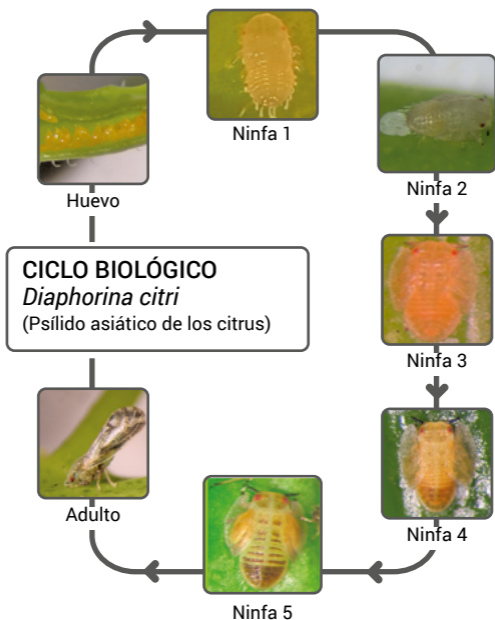 Ninfa 1
Ninfa 2
Huevo
CICLO BIOLÓGICO
Diaphorina citri
(Psílido asiático de los citrus)
Ninfa 3
Ninfa 4
Adulto
Ninfa 5